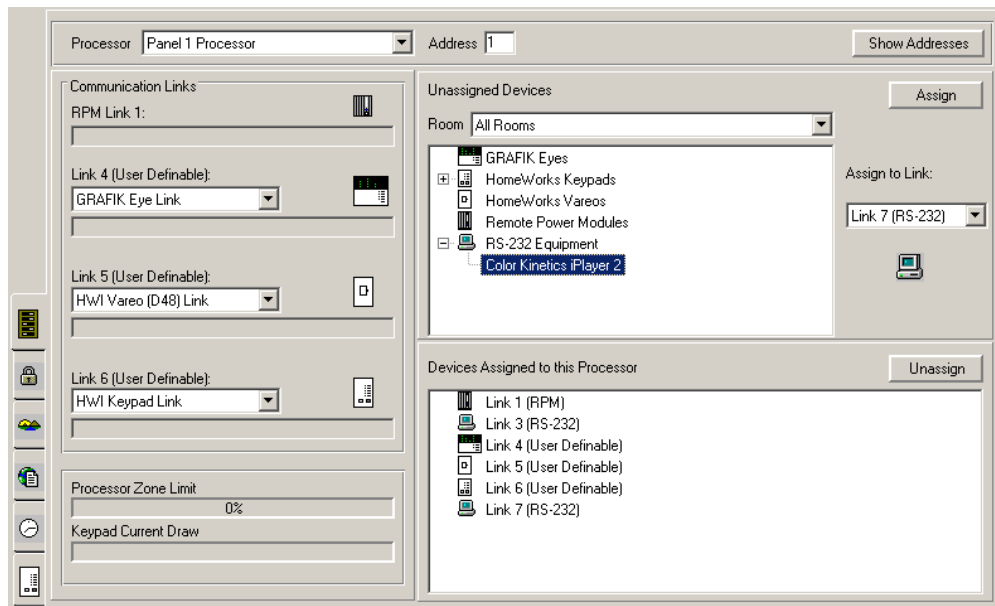 Processor Panel 1 Processor Address 1 Show Addresses
Communication Links
RPM Link 1:
Link 4 (User Definable):
GRAFIK Eye Link
Link 5 (User Definable):
HWI Vareo (D48) Link
Link 6 (User Definable):
HWI Keypad Link
Processor Zone Limit
0%
Keypad Current Draw
Unassigned Devices
Assign
Room All Rooms
GRAFIK Eyes
HomeWorks Keypads
HomeWorks Vareos
Remote Power Modules
RS-232 Equipment
Color Kinetics iPlayer 2
Assign to Link:
Link 7 (RS-232)
Devices Assigned to this Processor
Unassign
Link 1 (RPM)
Link 3 (RS-232)
Link 4 (User Definable)
Link 5 (User Definable)
Link 6 (User Definable)
Link 7 (RS-232)